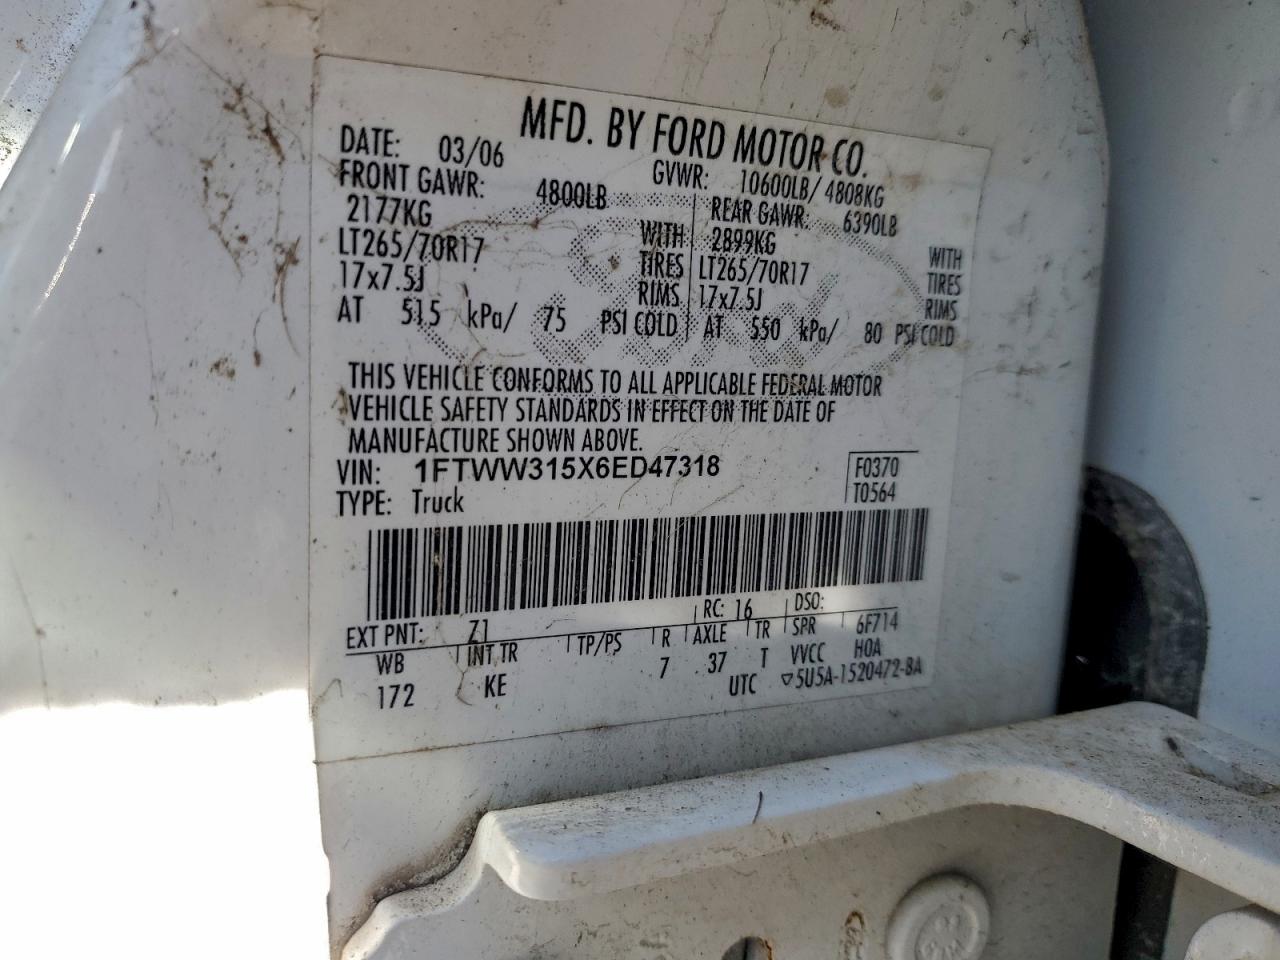 MFD. BY FORD MOTOR CO.
DATE: 03/06 GVWR: 10600LB/ 4808KG
FRONT GAWR: 4800LB REAR GAWR: 6390LB
2177KG WITH 2899KG WITH
LT265/70R17 TIRES LT265/70R17 TIRES
17x7.5J RIMS 17x7.5J RIMS
AT 515 kPa/ 75 PSI COLD AT 550 kPa/ 80 PSI COLD
THIS VEHICLE CONFORMS TO ALL APPLICABLE FEDERAL MOTOR
VEHICLE SAFETY STANDARDS IN EFFECT ON THE DATE OF
MANUFACTURE SHOWN ABOVE.
VIN: 1FTWW315X6ED47318 F0370
TYPE: Truck T0564
EXT PNT: Z1 RC: 16 DSO:
WB INT TR TP/PS R AXLE TR SPR 6F714
172 KE 7 37 T VVCC HOA
UTC ▽5U5A-1520472-BA